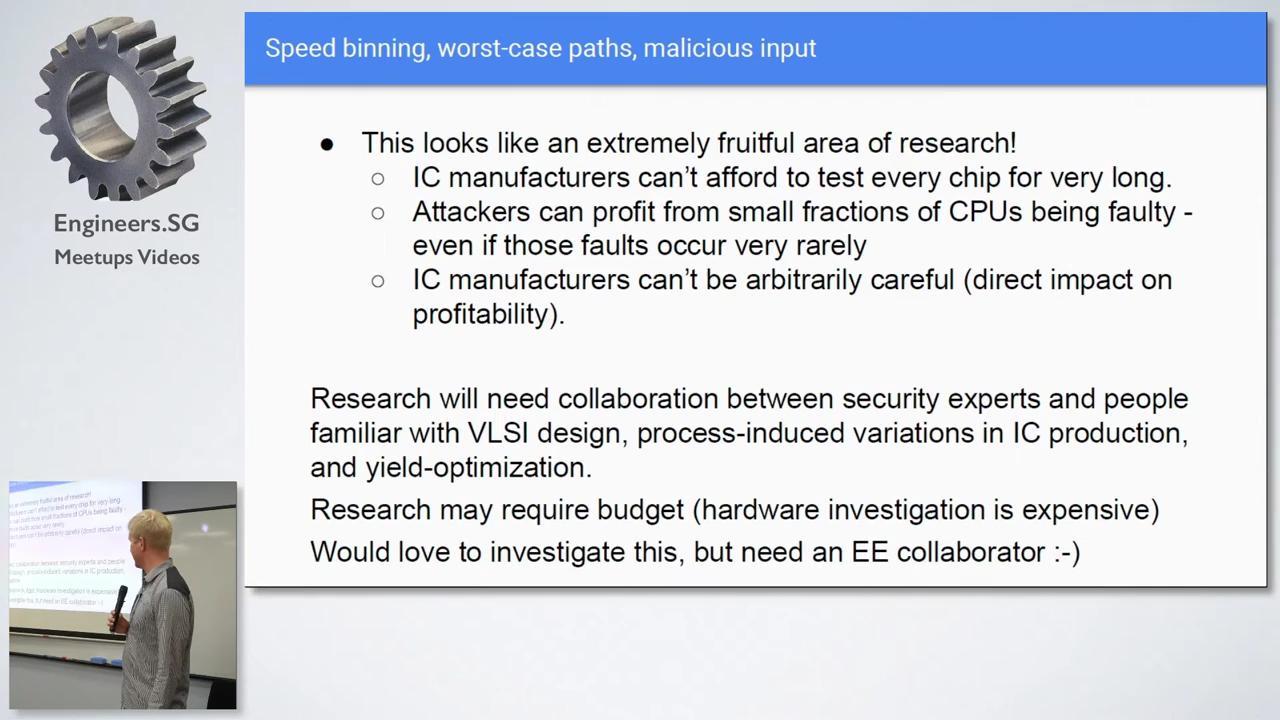 Speed binning, worst-case paths, malicious input
● This looks like an extremely fruitful area of research!
○ IC manufacturers can't afford to test every chip for very long.
○ Attackers can profit from small fractions of CPUs being faulty -
even if those faults occur very rarely
○ IC manufacturers can't be arbitrarily careful (direct impact on
profitability).
Research will need collaboration between security experts and people
familiar with VLSI design, process-induced variations in IC production,
and yield-optimization.
Research may require budget (hardware investigation is expensive)
Would love to investigate this, but need an EE collaborator :-)
Engineers.SG
Meetups Videos